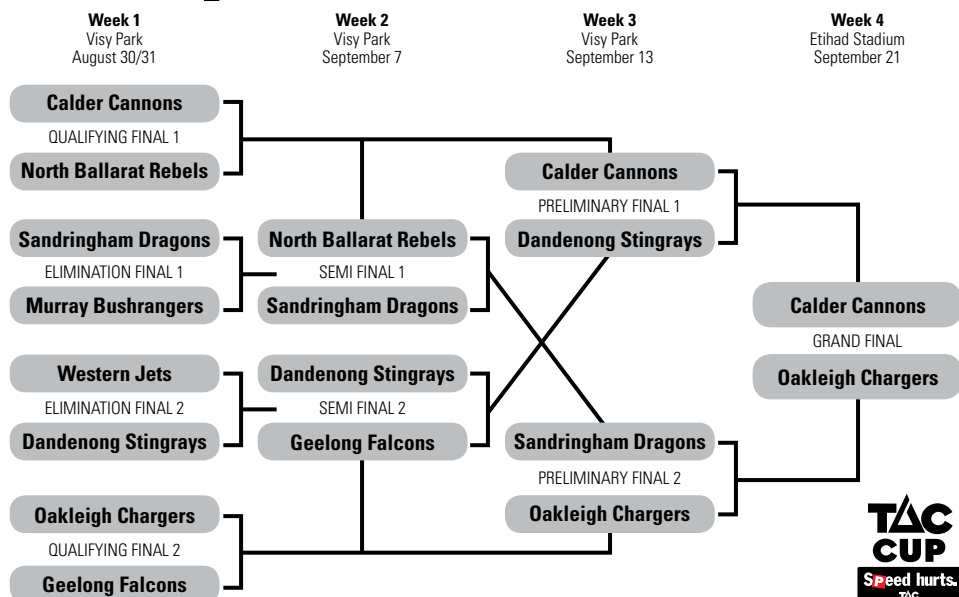 Week 1
Visy Park
August 30/31
Week 2
Visy Park
September 7
Week 3
Visy Park
September 13
Week 4
Etihad Stadium
September 21
Calder Cannons
QUALIFYING FINAL 1
North Ballarat Rebels
Sandringham Dragons
ELIMINATION FINAL 1
Murray Bushrangers
Western Jets
ELIMINATION FINAL 2
Dandenong Stingrays
Oakleigh Chargers
QUALIFYING FINAL 2
Geelong Falcons
North Ballarat Rebels
SEMI FINAL 1
Sandringham Dragons
Dandenong Stingrays
SEMI FINAL 2
Geelong Falcons
Calder Cannons
PRELIMINARY FINAL 1
Dandenong Stingrays
Sandringham Dragons
PRELIMINARY FINAL 2
Oakleigh Chargers
Calder Cannons
GRAND FINAL
Oakleigh Chargers
TAC
CUP
Speed hurts.
TAC